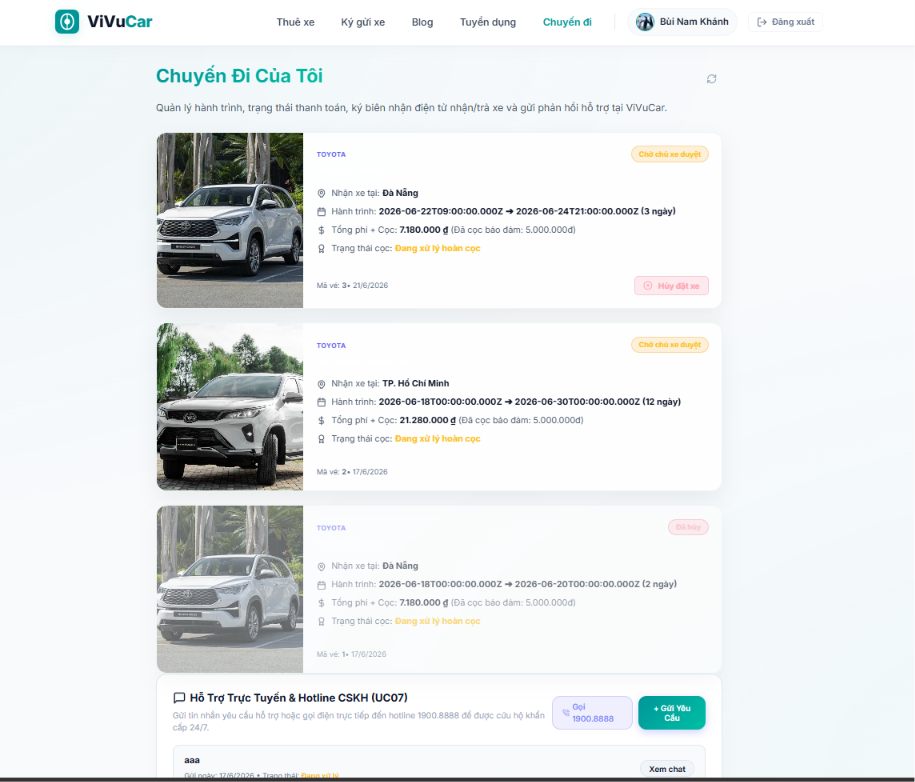 ViVuCar
Thuê xe Ký gửi xe Blog Tuyển dụng Chuyến đi Bùi Nam Khánh Đăng xuất
Chuyến Đi Của Tôi
Quản lý hành trình, trạng thái thanh toán, ký biên nhận điện tử nhận/trả xe và gửi phản hồi hỗ trợ tại ViVuCar.
TOYOTA Chờ chủ xe duyệt
Nhận xe tại: Đà Nẵng
Hành trình: 2026-06-22T09:00:00.000Z ➔ 2026-06-24T21:00:00.000Z (3 ngày)
Tổng phí + Cọc: 7.180.000 ₫ (Đã cọc bảo đảm: 5.000.000đ)
Trạng thái cọc: Đang xử lý hoàn cọc
Mã vé: 3• 21/6/2026 Hủy đặt xe
TOYOTA Chờ chủ xe duyệt
Nhận xe tại: TP. Hồ Chí Minh
Hành trình: 2026-06-18T00:00:00.000Z ➔ 2026-06-30T00:00:00.000Z (12 ngày)
Tổng phí + Cọc: 21.280.000 ₫ (Đã cọc bảo đảm: 5.000.000đ)
Trạng thái cọc: Đang xử lý hoàn cọc
Mã vé: 2• 17/6/2026
TOYOTA Đã hủy
Nhận xe tại: Đà Nẵng
Hành trình: 2026-06-18T00:00:00.000Z ➔ 2026-06-20T00:00:00.000Z (2 ngày)
Tổng phí + Cọc: 7.180.000 ₫ (Đã cọc bảo đảm: 5.000.000đ)
Trạng thái cọc: Đang xử lý hoàn cọc
Mã vé: 1• 17/6/2026
Hỗ Trợ Trực Tuyến & Hotline CSKH (UC07)
Gửi tin nhắn yêu cầu hỗ trợ hoặc gọi điện trực tiếp đến hotline 1900.8888 để được cứu hộ khẩn
cấp 24/7.
Gọi
1900.8888
+ Gửi Yêu
Cầu
aaa
Gửi ngày: 17/6/2026 • Trạng thái: Đang xử lý
Xem chat